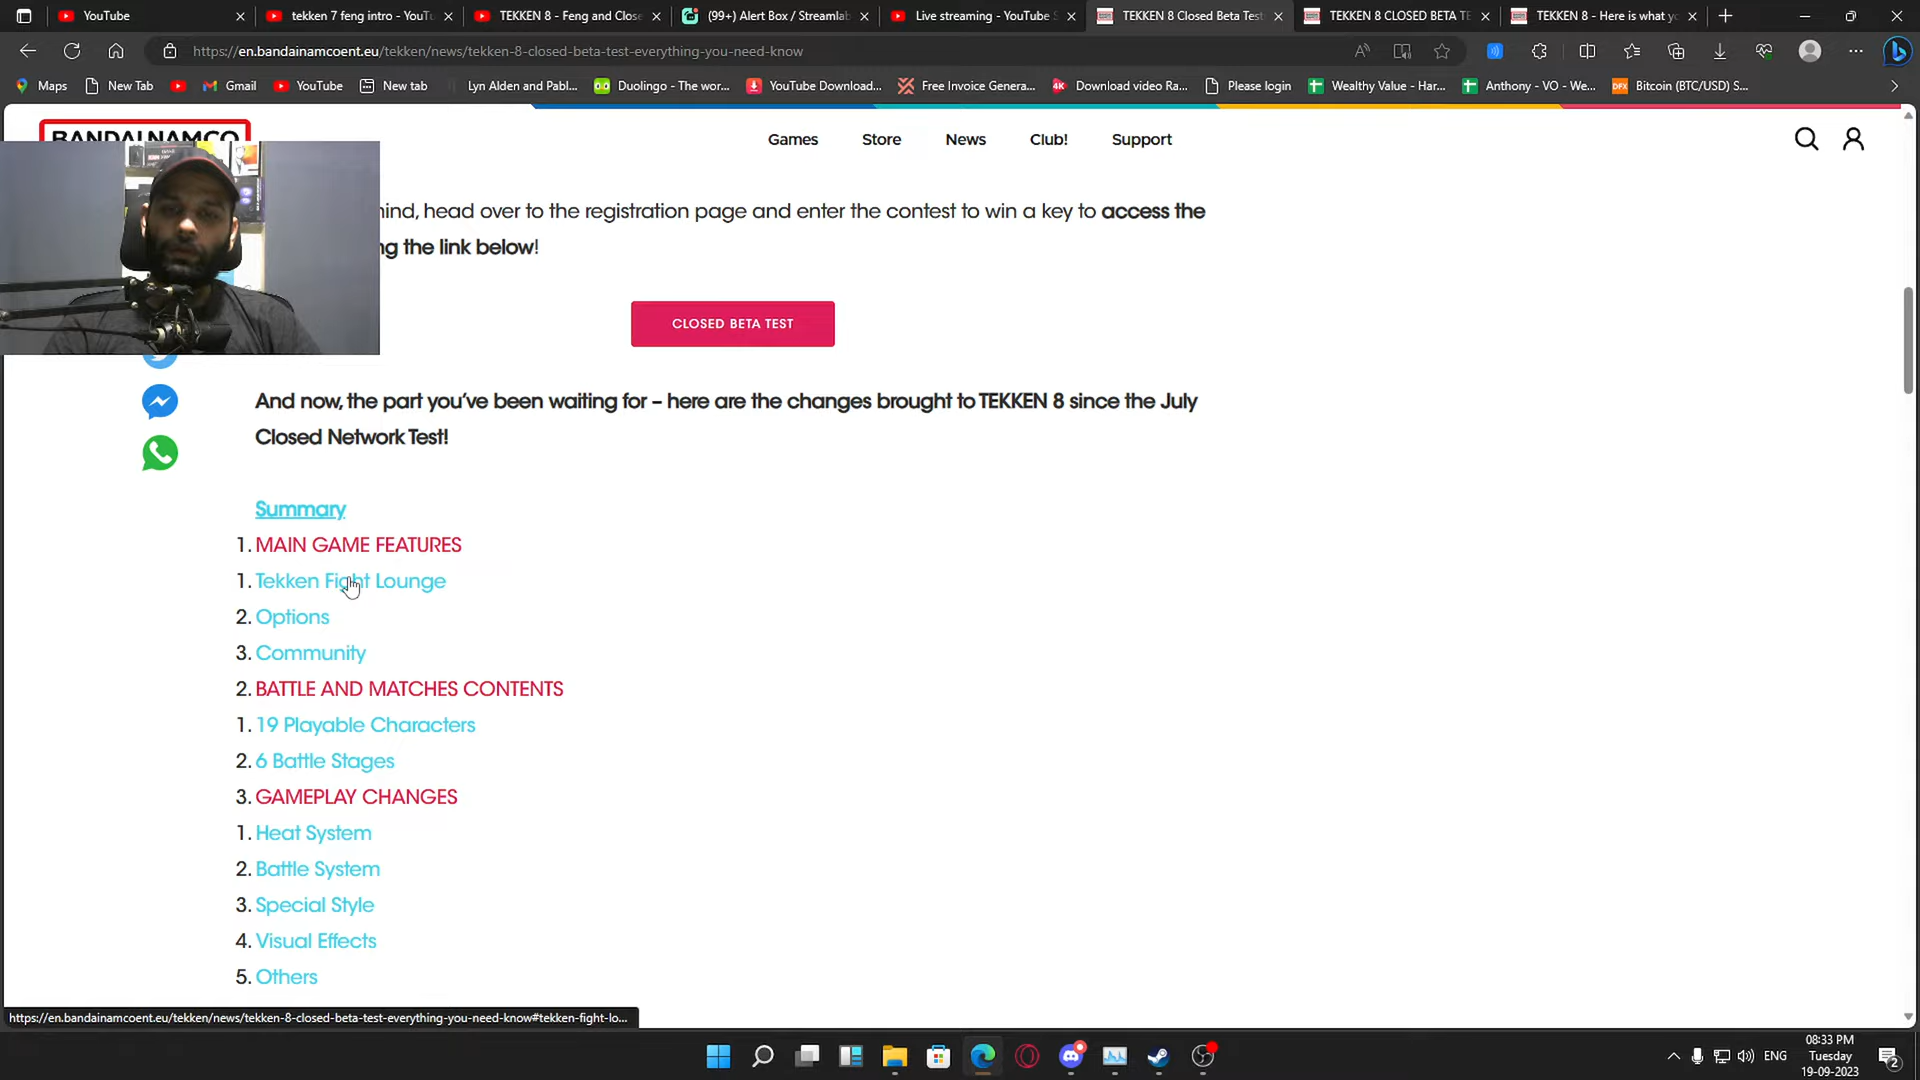 YouTube
tekken 7 feng intro - YouTu
TEKKEN 8 - Feng and Close
(99+) Alert Box / Streamlab
Live streaming - YouTube S
TEKKEN 8 Closed Beta Test
TEKKEN 8 CLOSED BETA TE
TEKKEN 8 - Here is what yo
https://en.bandainamcoent.eu/tekken/news/tekken-8-closed-beta-test-everything-you-need-know
Maps
New Tab
Gmail
YouTube
New tab
Lyn Alden and Pabl...
Duolingo - The wor...
YouTube Download...
Free Invoice Genera...
Download video Ra...
Please login
Wealthy Value - Har...
Anthony - VO - We...
Bitcoin (BTC/USD) S...
BANDAI NAMCO
Games
Store
News
Club!
Support
ind, head over to the registration page and enter the contest to win a key to access the
ng the link below!
CLOSED BETA TEST
And now, the part you've been waiting for – here are the changes brought to TEKKEN 8 since the July
Closed Network Test!
Summary
1. MAIN GAME FEATURES
1. Tekken Fight Lounge
2. Options
3. Community
2. BATTLE AND MATCHES CONTENTS
1. 19 Playable Characters
2. 6 Battle Stages
3. GAMEPLAY CHANGES
1. Heat System
2. Battle System
3. Special Style
4. Visual Effects
5. Others
https://en.bandainamcoent.eu/tekken/news/tekken-8-closed-beta-test-everything-you-need-know#tekken-fight-lo...
ENG
08:33 PM
Tuesday
19-09-2023
2